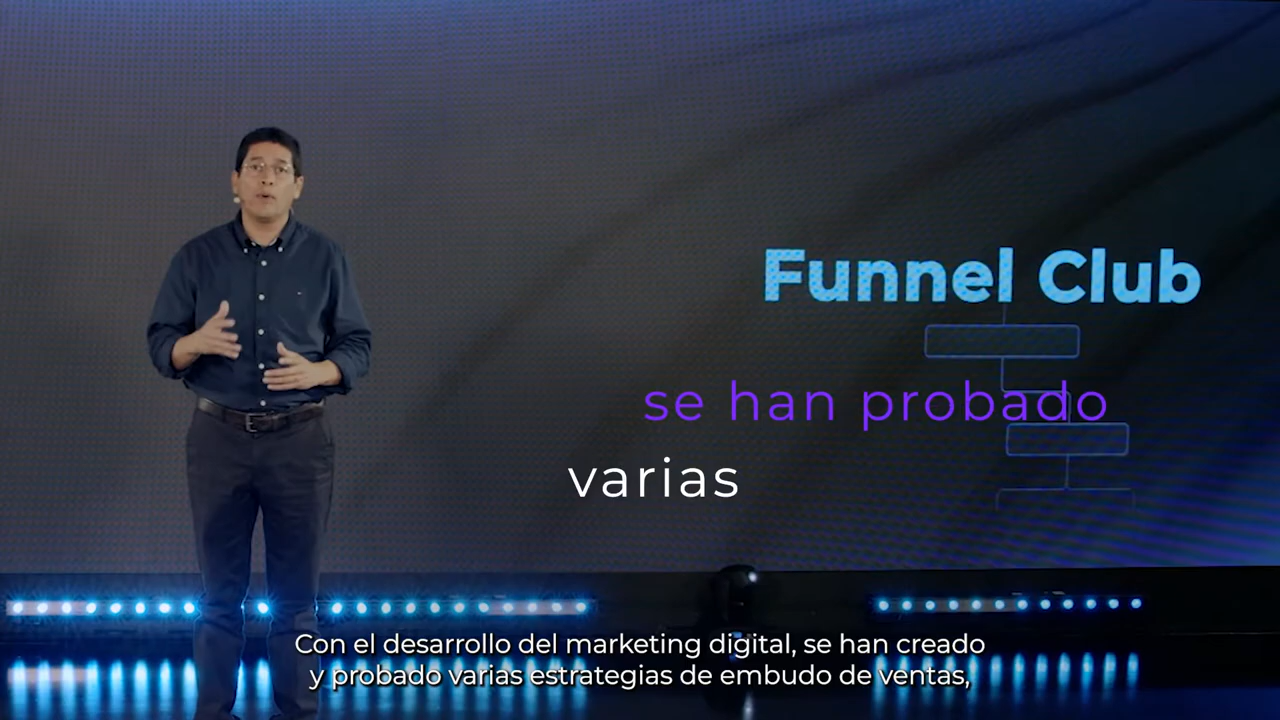 Funnel Club
se han probado
varias
Con el desarrollo del marketing digital, se han creado
y probado varias estrategias de embudo de ventas,